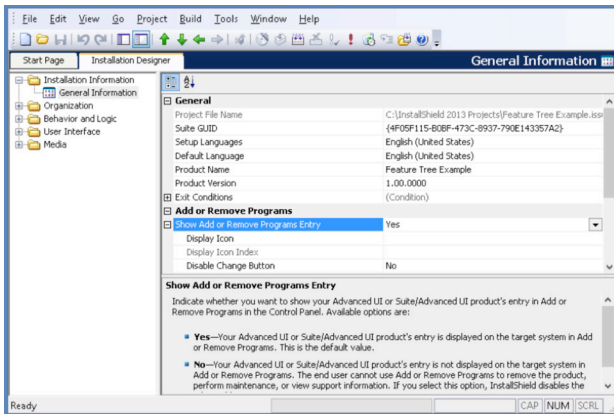 File Edit View Go Project Build Tools Window Help
Start Page Installation Designer General Information
Installation Information
General Information
Organization
Behavior and Logic
User Interface
Media
General
Project File Name C:\InstallShield 2013 Projects\Feature Tree Example.issu
Suite GUID {4F05F115-B0BF-473C-8937-790E143357A2}
Setup Languages English (United States)
Default Language English (United States)
Product Name Feature Tree Example
Product Version 1.00.0000
Exit Conditions (Condition)
Add or Remove Programs
Show Add or Remove Programs Entry Yes
Display Icon
Display Icon Index
Disable Change Button No
Show Add or Remove Programs Entry
Indicate whether you want to show your Advanced UI or Suite/Advanced UI product's entry in Add or
Remove Programs in the Control Panel. Available options are:
Yes—Your Advanced UI or Suite/Advanced UI product's entry is displayed on the target system in Add
or Remove Programs. This is the default value.
No—Your Advanced UI or Suite/Advanced UI product's entry is not displayed on the target system in
Add or Remove Programs. The end user cannot use Add or Remove Programs to remove the product,
perform maintenance, or view support information. If you select this option, InstallShield disables the
Ready CAP NUM SCRL